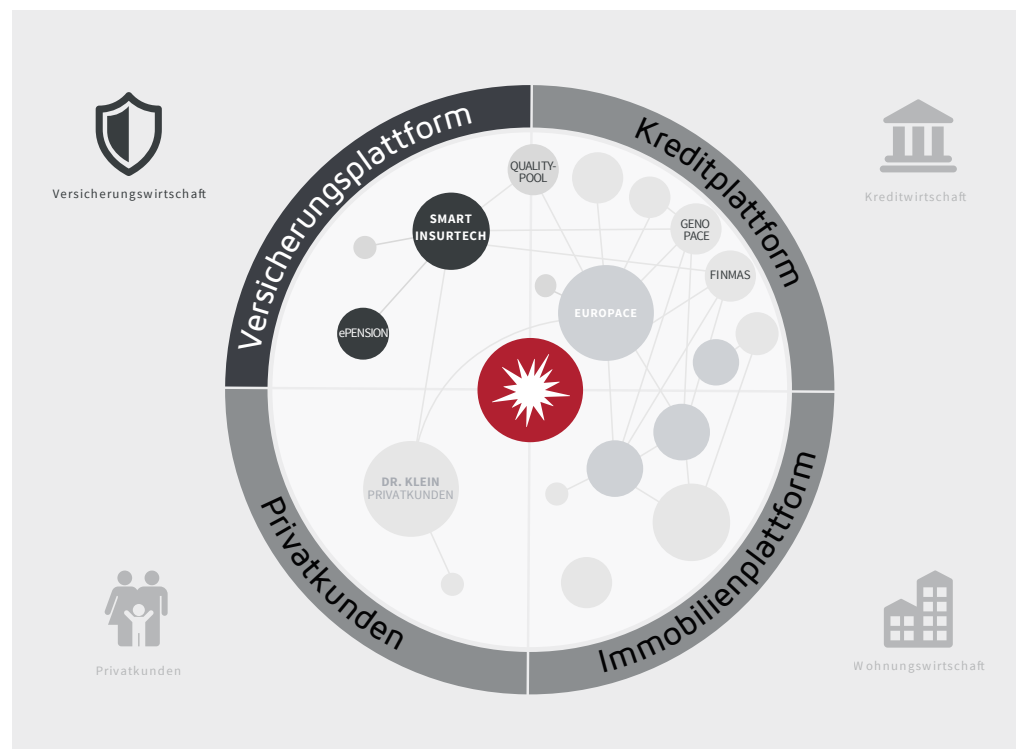 Versicherungswirtschaft
Kreditwirtschaft
Versicherungsplattform
Kreditplattform
QUALITY-
POOL
SMART
INSURTECH
GENO
PACE
FINMAS
EUROPACE
ePENSION
DR. KLEIN
PRIVATKUNDEN
Privatkunden
Immobilienplattform
Privatkunden
Wohnungswirtschaft